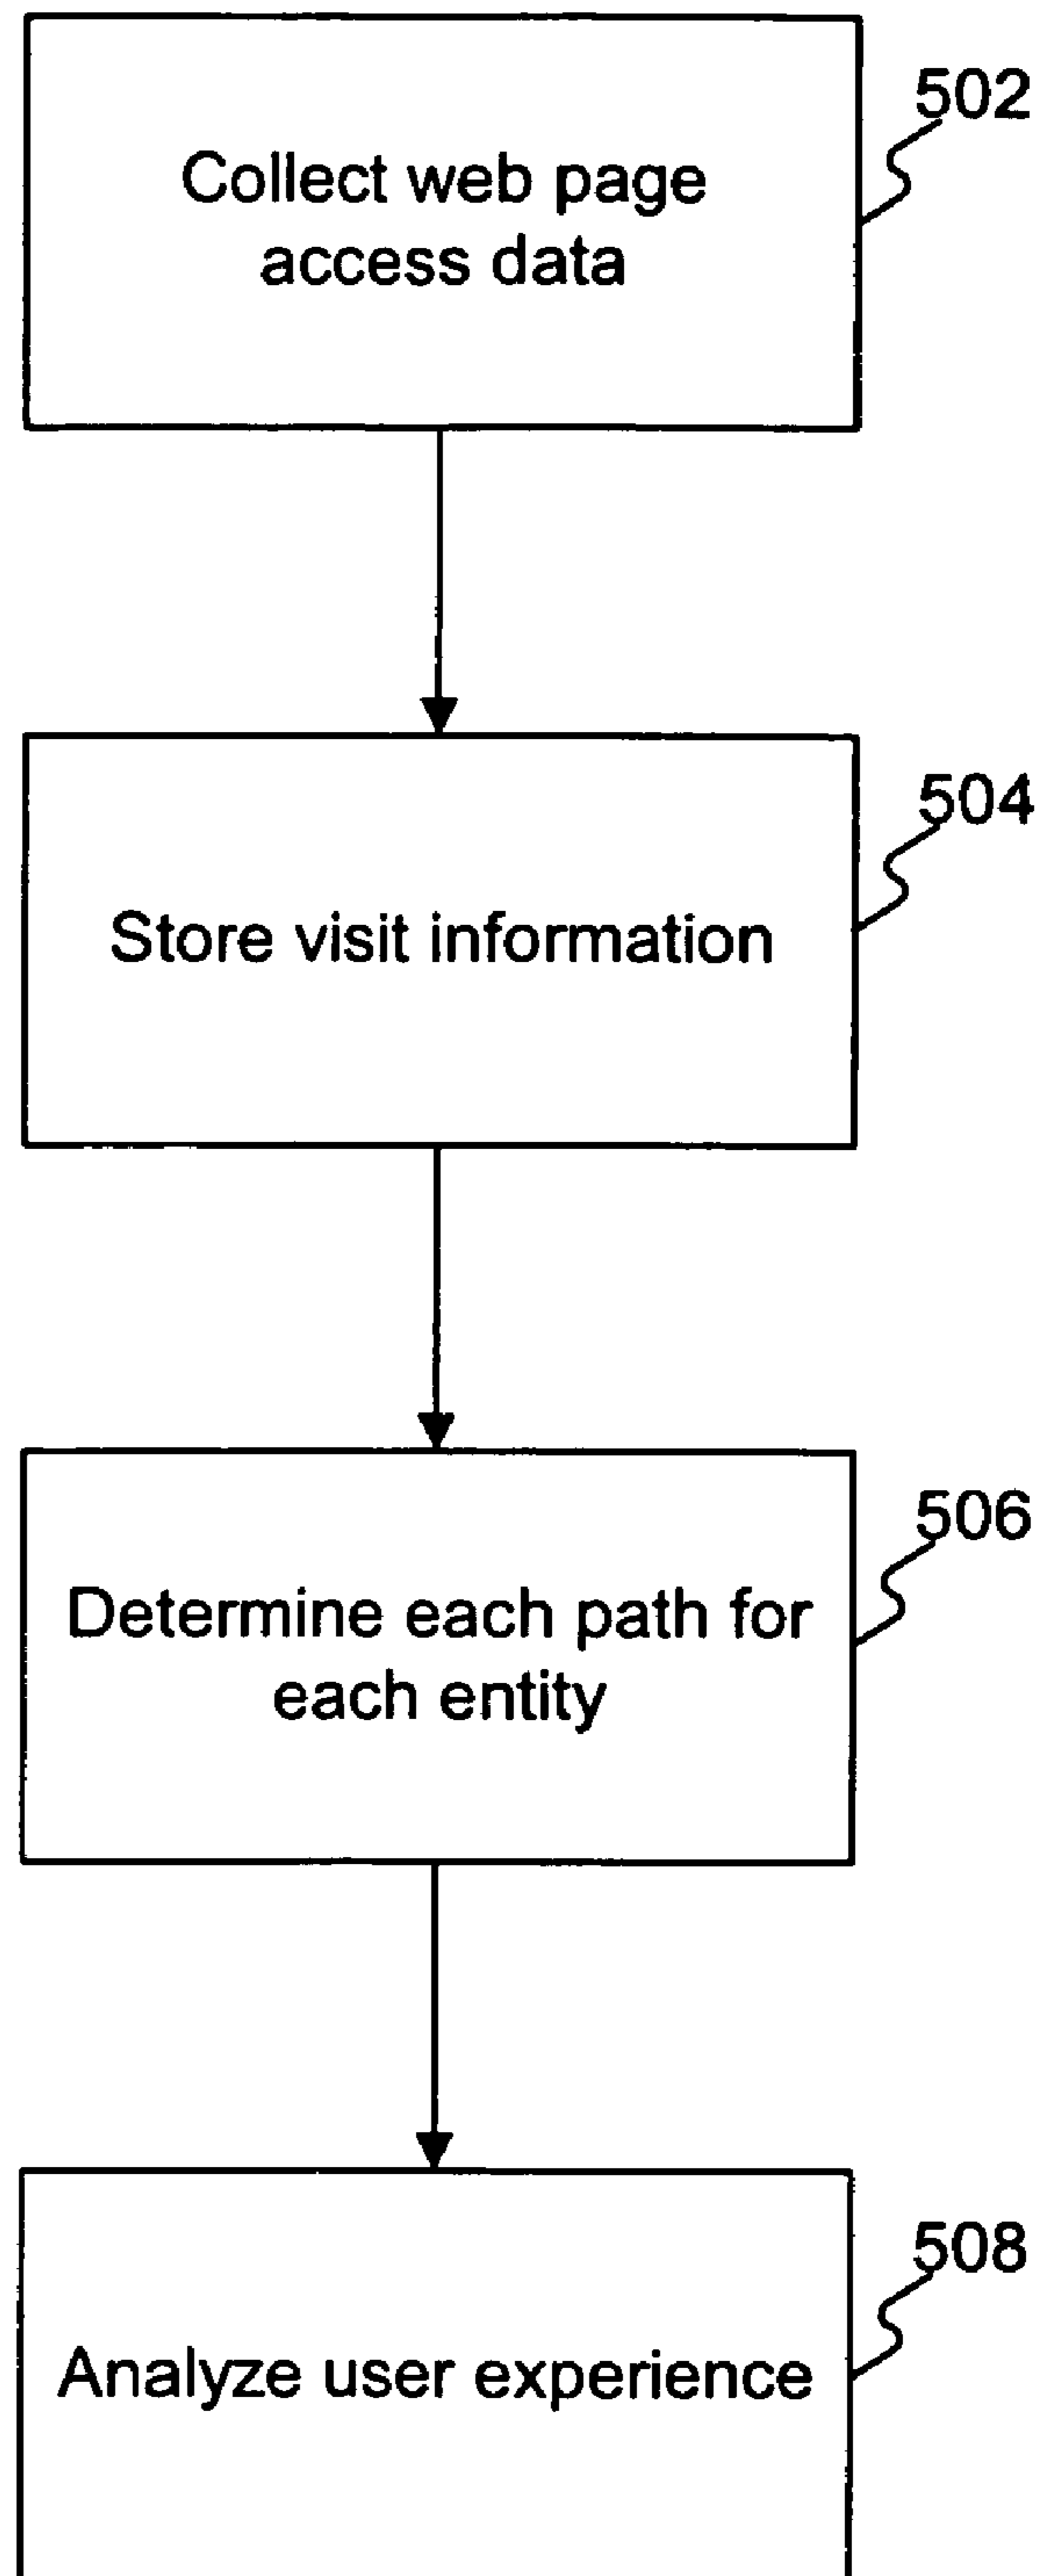 Collect web page
access data
502
Store visit information
504
Determine each path for
each entity
506
Analyze user experience
508